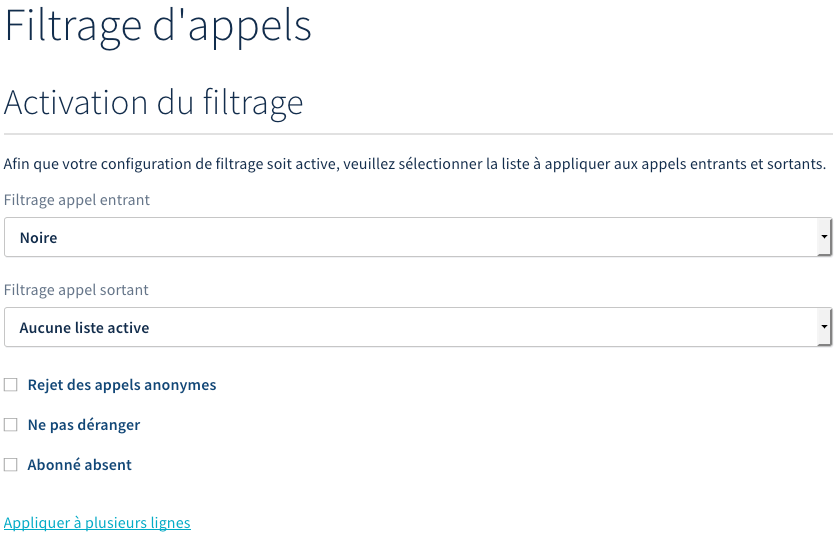 Filtrage d'appels
Activation du filtrage
Afin que votre configuration de filtrage soit active, veuillez sélectionner la liste à appliquer aux appels entrants et sortants.
Filtrage appel entrant
Noire
Filtrage appel sortant
Aucune liste active
Rejet des appels anonymes
Ne pas déranger
Abonné absent
Appliquer à plusieurs lignes